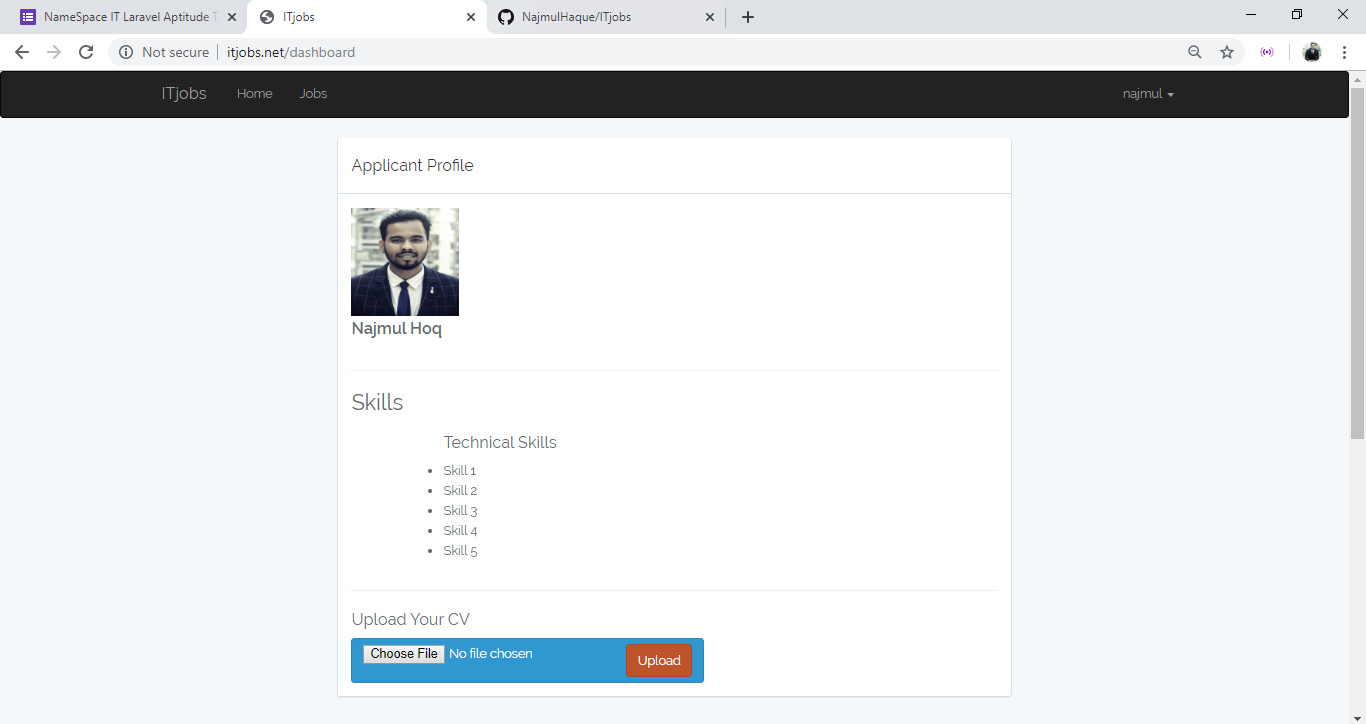 NameSpace IT Laravel Aptitude
ITjobs
NajmulHaque/ITjobs
Not secure
itjobs.net/dashboard
ITjobs Home Jobs najmul
Applicant Profile
Najmul Hoq
Skills
Technical Skills
Skill 1
Skill 2
Skill 3
Skill 4
Skill 5
Upload Your CV
Choose File No file chosen Upload